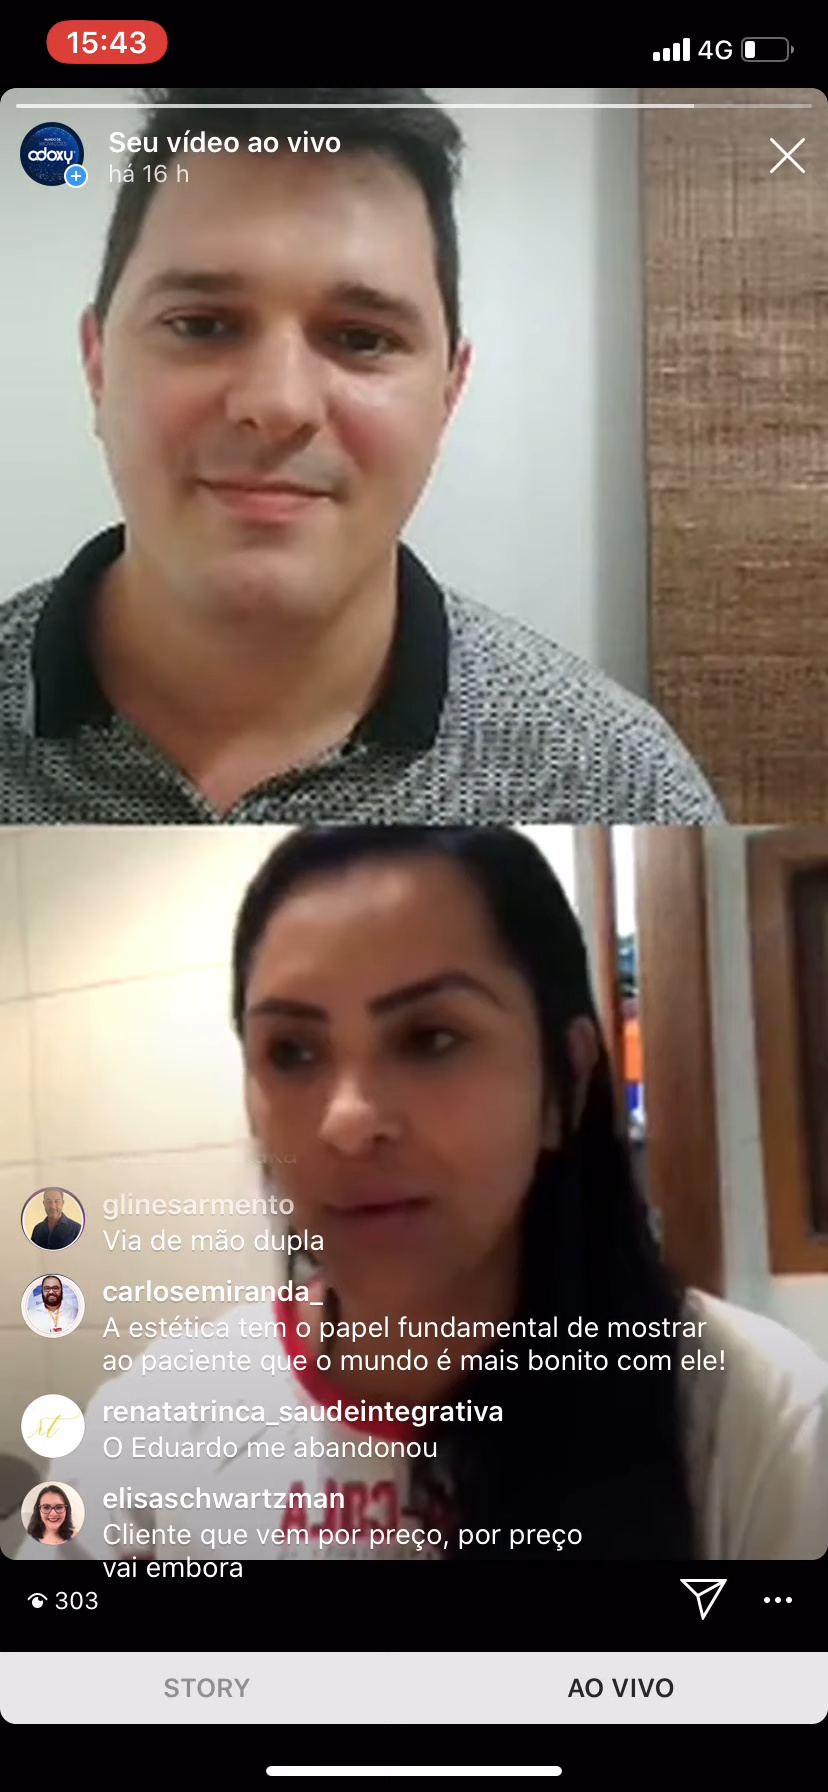 15:43
4G
adoxy
Seu vídeo ao vivo
há 16 h
glinesarmento
Via de mão dupla
carlosemiranda_
A estética tem o papel fundamental de mostrar
ao paciente que o mundo é mais bonito com ele!
renatatrinca_saudeintegrativa
rt
O Eduardo me abandonou
elisaschwartzman
Cliente que vem por preço, por preço
vai embora
303
STORY
AO VIVO